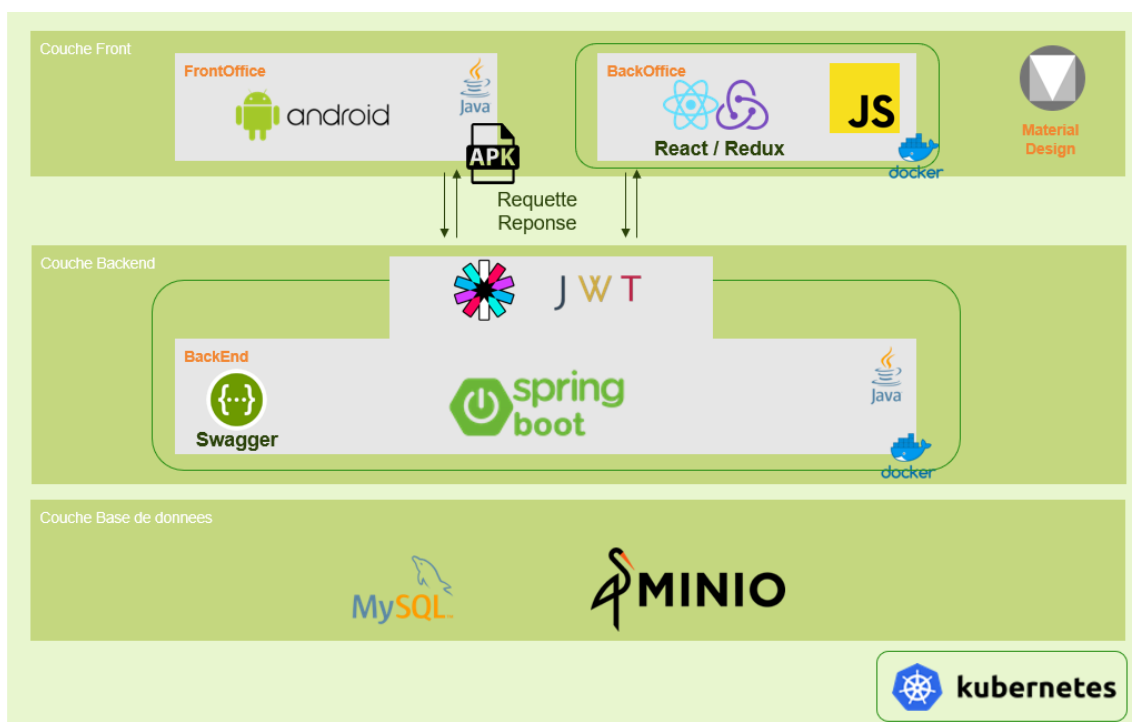 Couche Front
FrontOffice
android
Java
APK
BackOffice
React / Redux
JS
docker
Material
Design
Requette
Reponse
Couche Backend
JWT
BackEnd
Swagger
spring
boot
Java
docker
Couche Base de donnees
MySQL
MINIO
kubernetes